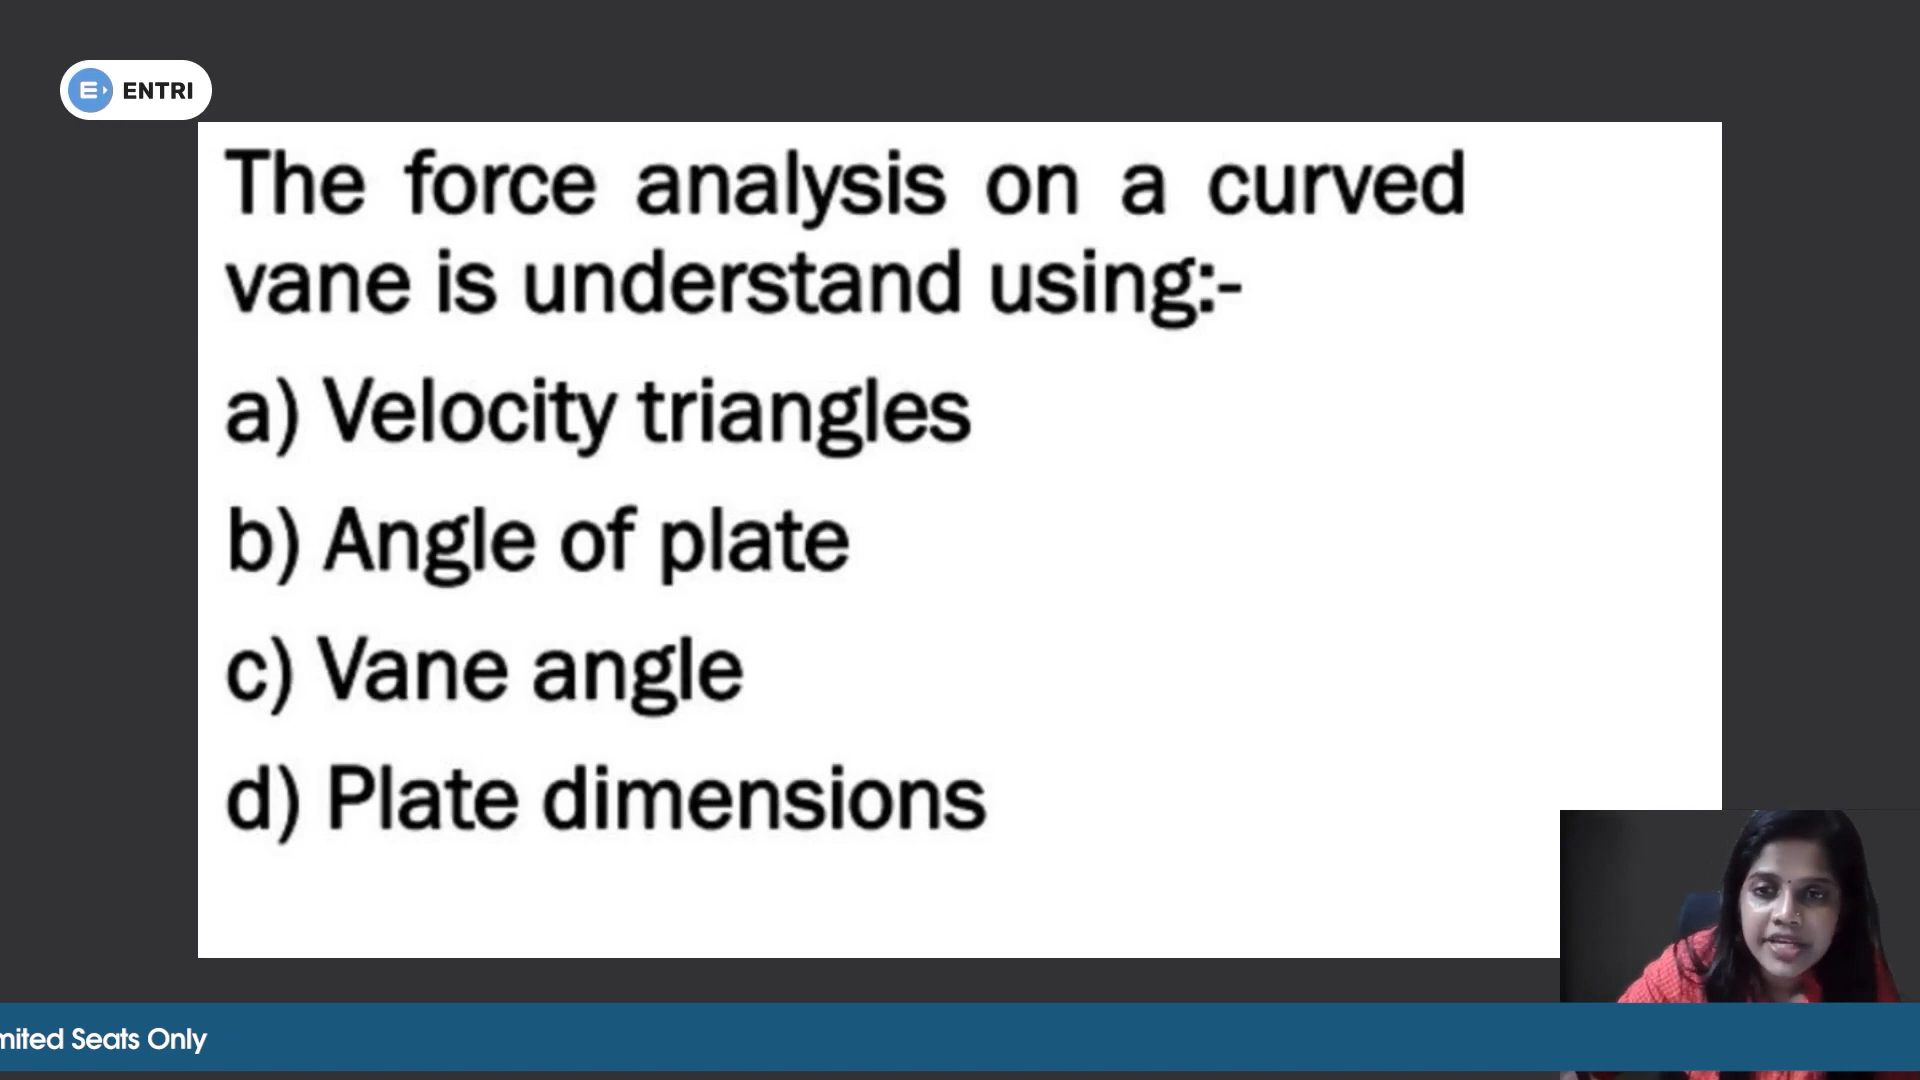 ENTRI
The force analysis on a curved
vane is understand using:-
a) Velocity triangles
b) Angle of plate
c) Vane angle
d) Plate dimensions
Seats Only